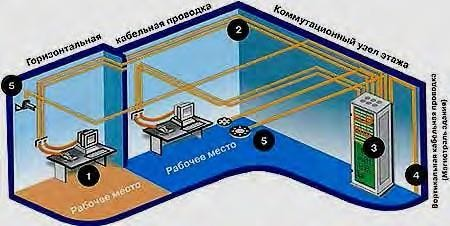 Горизонтальная
кабельная проводка
Коммутационный узел этажа
5
2
Рабочее место
5
3
1
4
Рабочее место
Вертикальная кабельная проводка
(Магистраль здания)